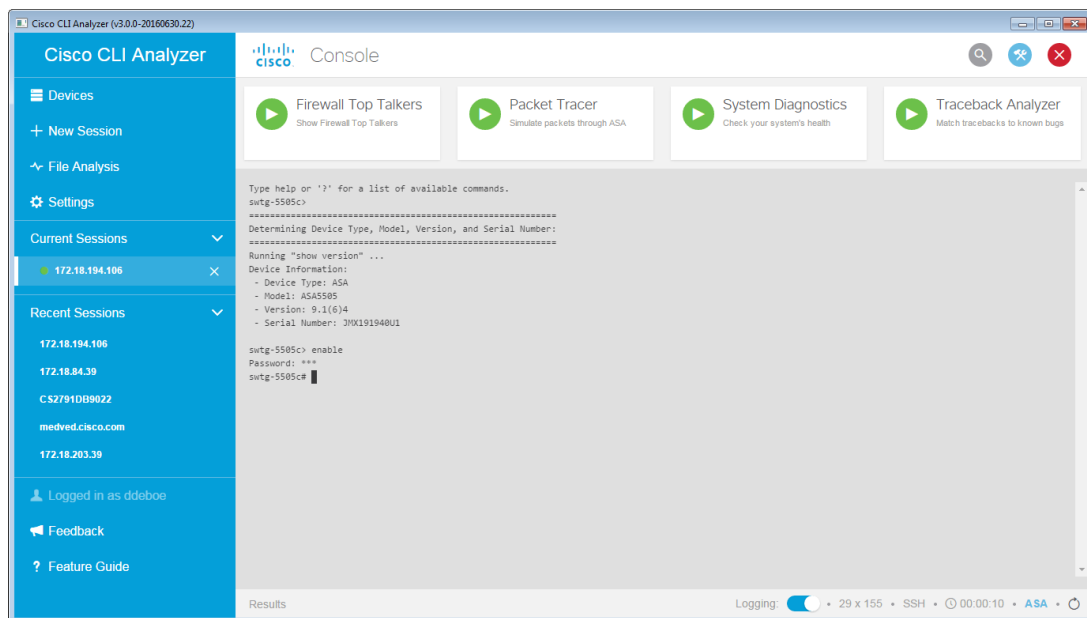 Cisco CLI Analyzer (v3.0.0-20160630.22)
Cisco CLI Analyzer
Devices
New Session
File Analysis
Settings
Current Sessions
172.18.194.106
Recent Sessions
172.18.194.106
172.18.84.39
CS2791DB9022
medved.cisco.com
172.18.203.39
Logged in as ddeboe
Feedback
? Feature Guide
CISCO Console
Firewall Top Talkers
Show Firewall Top Talkers
Packet Tracer
Simulate packets through ASA
System Diagnostics
Check your system's health
Traceback Analyzer
Match tracebacks to known bugs
Type help or '?' for a list of available commands.
swtg-5505c>
===========================================================
Determining Device Type, Model, Version, and Serial Number:
===========================================================
Running "show version" ...
Device Information:
- Device Type: ASA
- Model: ASA5505
- Version: 9.1(6)4
- Serial Number: JMX191940U1
swtg-5505c> enable
Password: ***
swtg-5505c#
Results
Logging: • 29 x 155 • SSH • 00:00:10 • ASA •